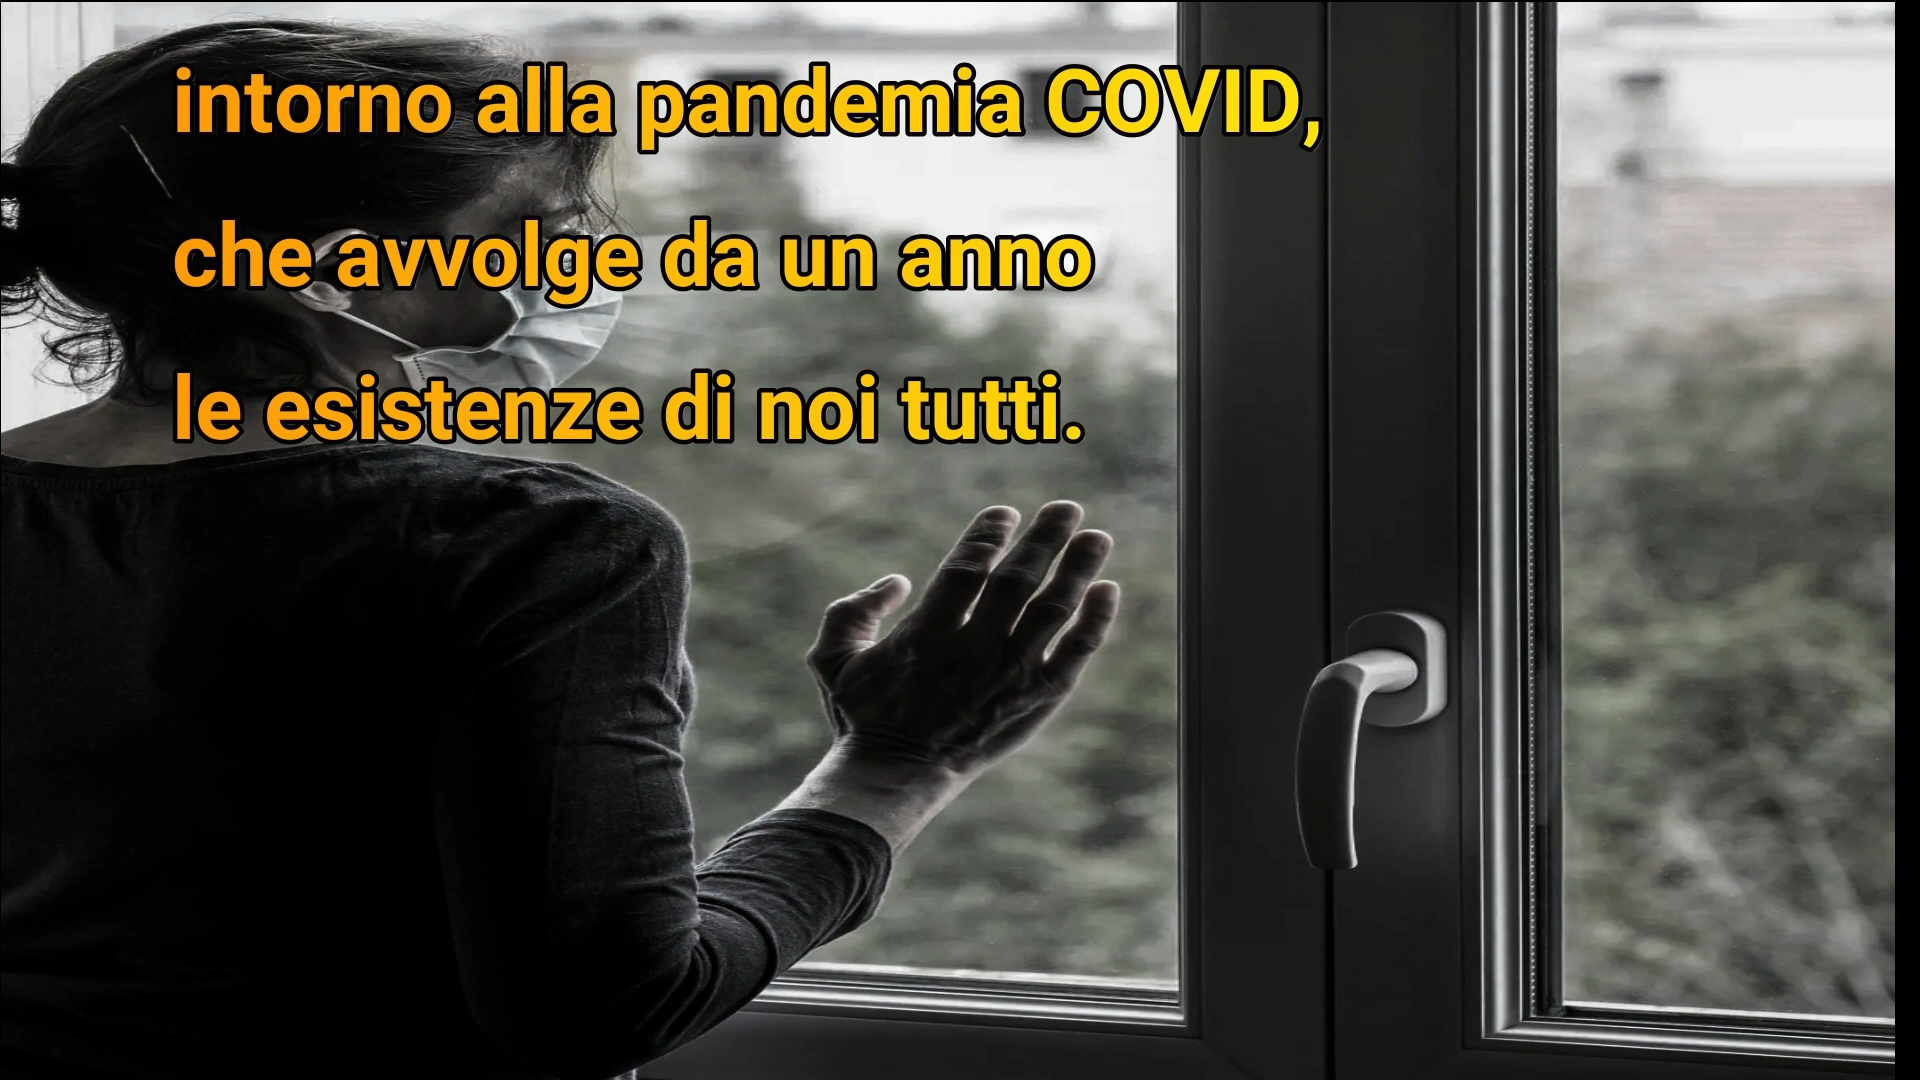 intorno alla pandemia COVID,
che avvolge da un anno
le esistenze di noi tutti.